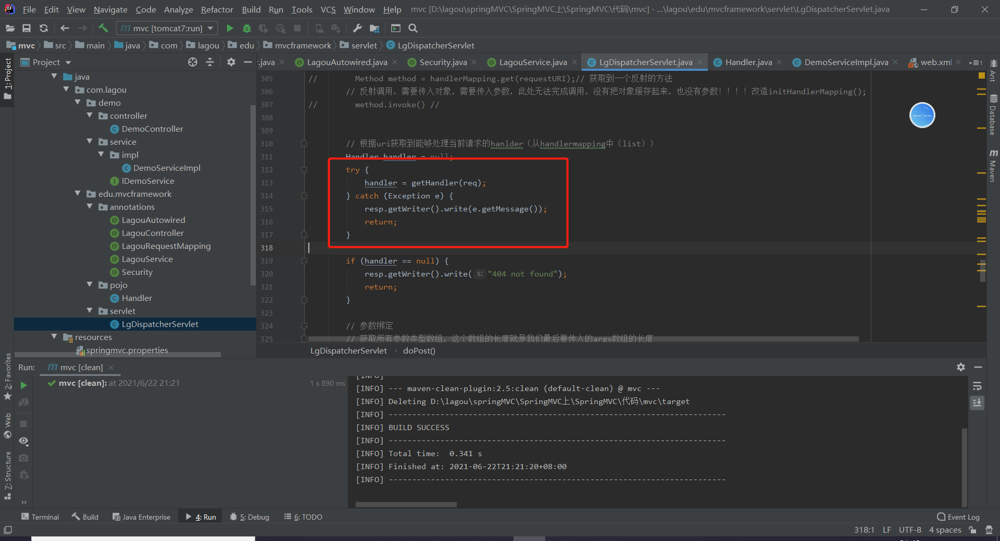 File Edit View Navigate Code Analyze Refactor Build Run Tools VCS Window Help mvc [D:\lagou\springMVC\SpringMVC上\SpringMVC\代码\mvc] - ...\lagou\edu\mvcframework\servlet\LgDispatcherServlet.java
mvc [tomcat7:run]
mvc src main java com lagou edu mvcframework servlet LgDispatcherServlet
1: Project
Project
r.java LagouAutowired.java Security.java LagouService.java LgDispatcherServlet.java Handler.java DemoServiceImpl.java web.xml
java
com.lagou
demo
controller
DemoController
service
impl
DemoServiceImpl
IDemoService
edu.mvcframework
annotations
LagouAutowired
LagouController
LagouRequestMapping
LagouService
Security
pojo
Handler
servlet
LgDispatcherServlet
resources
springmvc.properties
305 // Method method = handlerMapping.get(requestURI);// 获取到一个反射的方法
306 // 反射调用，需要传入对象，需要传入参数，此处无法完成调用，没有把对象缓存起来，也没有参数！！！！改造initHandlerMapping();
307 // method.invoke() //
308
309
310 // 根据uri获取到能够处理当前请求的hanlder（从handlermapping中（list））
311 Handler handler = null;
312 try {
313 handler = getHandler(req);
314 } catch (Exception e) {
315 resp.getWriter().write(e.getMessage());
316 return;
317 }
318
319 if (handler == null) {
320 resp.getWriter().write( s: "404 not found");
321 return;
322 }
323
324 // 参数绑定
325 // 获取所有参数类型数组，这个数组的长度就是我们最后要传入的args数组的长度
LgDispatcherServlet doPost()
--:--
Ant
Database
Maven
2: Favorites
Web
7: Structure
Run: mvc [clean]
mvc [clean]: at 2021/6/22 21:21 1 s 890 ms
[INFO]
[INFO] --- maven-clean-plugin:2.5:clean (default-clean) @ mvc ---
[INFO] Deleting D:\lagou\springMVC\SpringMVC上\SpringMVC\代码\mvc\target
[INFO] ------------------------------------------------------------------------
[INFO] BUILD SUCCESS
[INFO] ------------------------------------------------------------------------
[INFO] Total time:  0.341 s
[INFO] Finished at: 2021-06-22T21:21:20+08:00
[INFO] ------------------------------------------------------------------------
Terminal Build Java Enterprise 4: Run 5: Debug 6: TODO Event Log
318:1 LF UTF-8 4 spaces